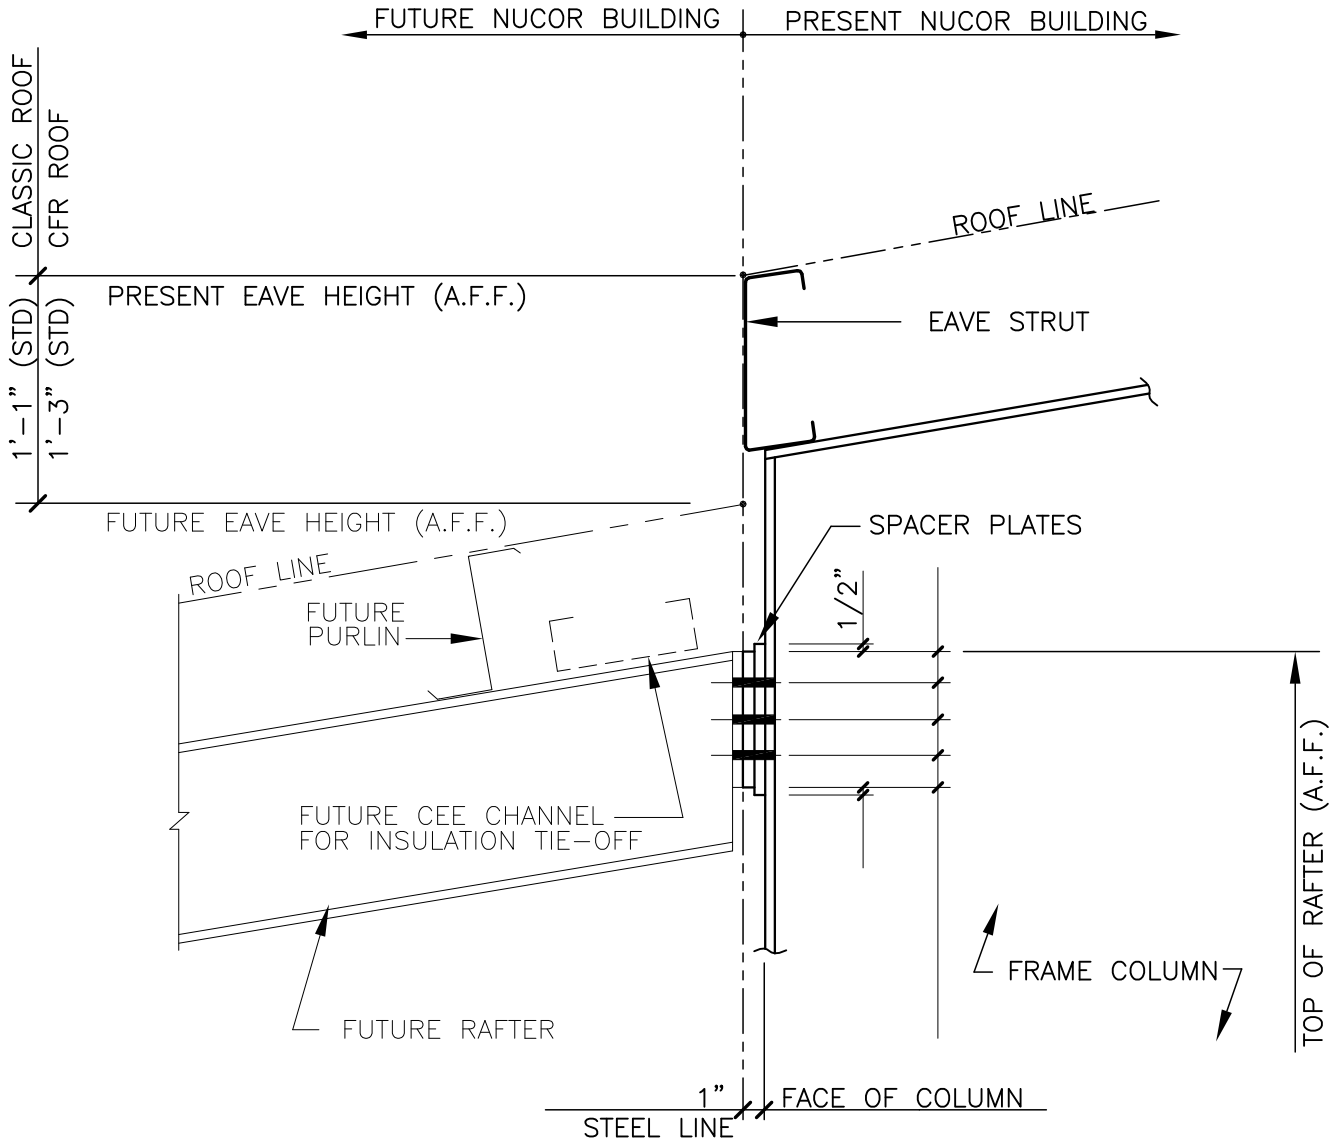 FUTURE NUCOR BUILDING
PRESENT NUCOR BUILDING
CLASSIC ROOF
CFR ROOF
ROOF LINE
PRESENT EAVE HEIGHT (A.F.F.)
EAVE STRUT
1'-1" (STD)
1'-3" (STD)
FUTURE EAVE HEIGHT (A.F.F.)
SPACER PLATES
ROOF LINE
1/2"
FUTURE
PURLIN
FUTURE CEE CHANNEL
FOR INSULATION TIE-OFF
TOP OF RAFTER (A.F.F.)
FRAME COLUMN
FUTURE RAFTER
1"
FACE OF COLUMN
STEEL LINE